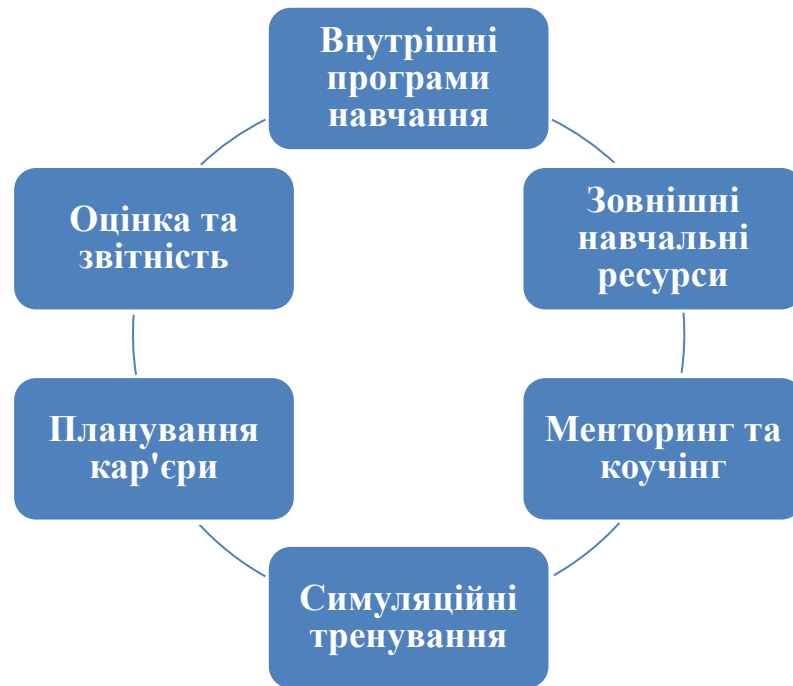 Внутрішні
програми
навчання
Зовнішні
навчальні
ресурси
Менторинг та
коучінг
Симуляційні
тренування
Планування
кар'єри
Оцінка та
звітність